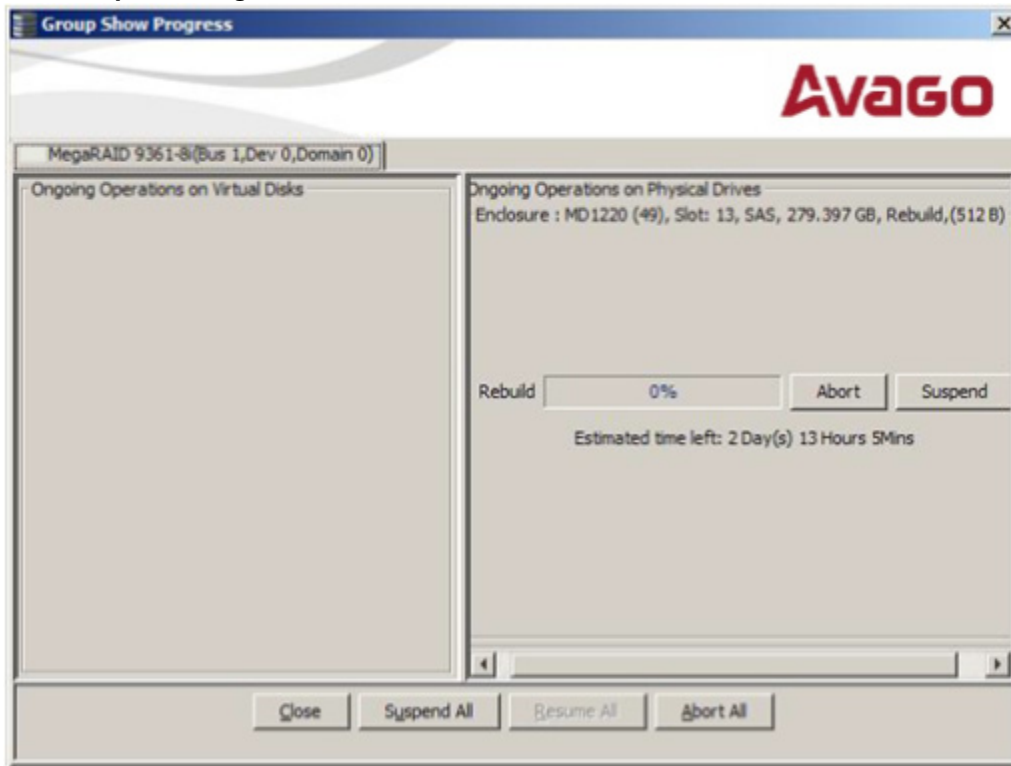 Group Show Progress
Avago
MegaRAID 9361-8i(Bus 1,Dev 0,Domain 0)
Ongoing Operations on Virtual Disks
Ongoing Operations on Physical Drives
Enclosure : MD1220 (49), Slot: 13, SAS, 279.397 GB, Rebuild,(512 B)
Rebuild 0% Abort Suspend
Estimated time left: 2 Day(s) 13 Hours 5Mins
Close Suspend All Resume All Abort All